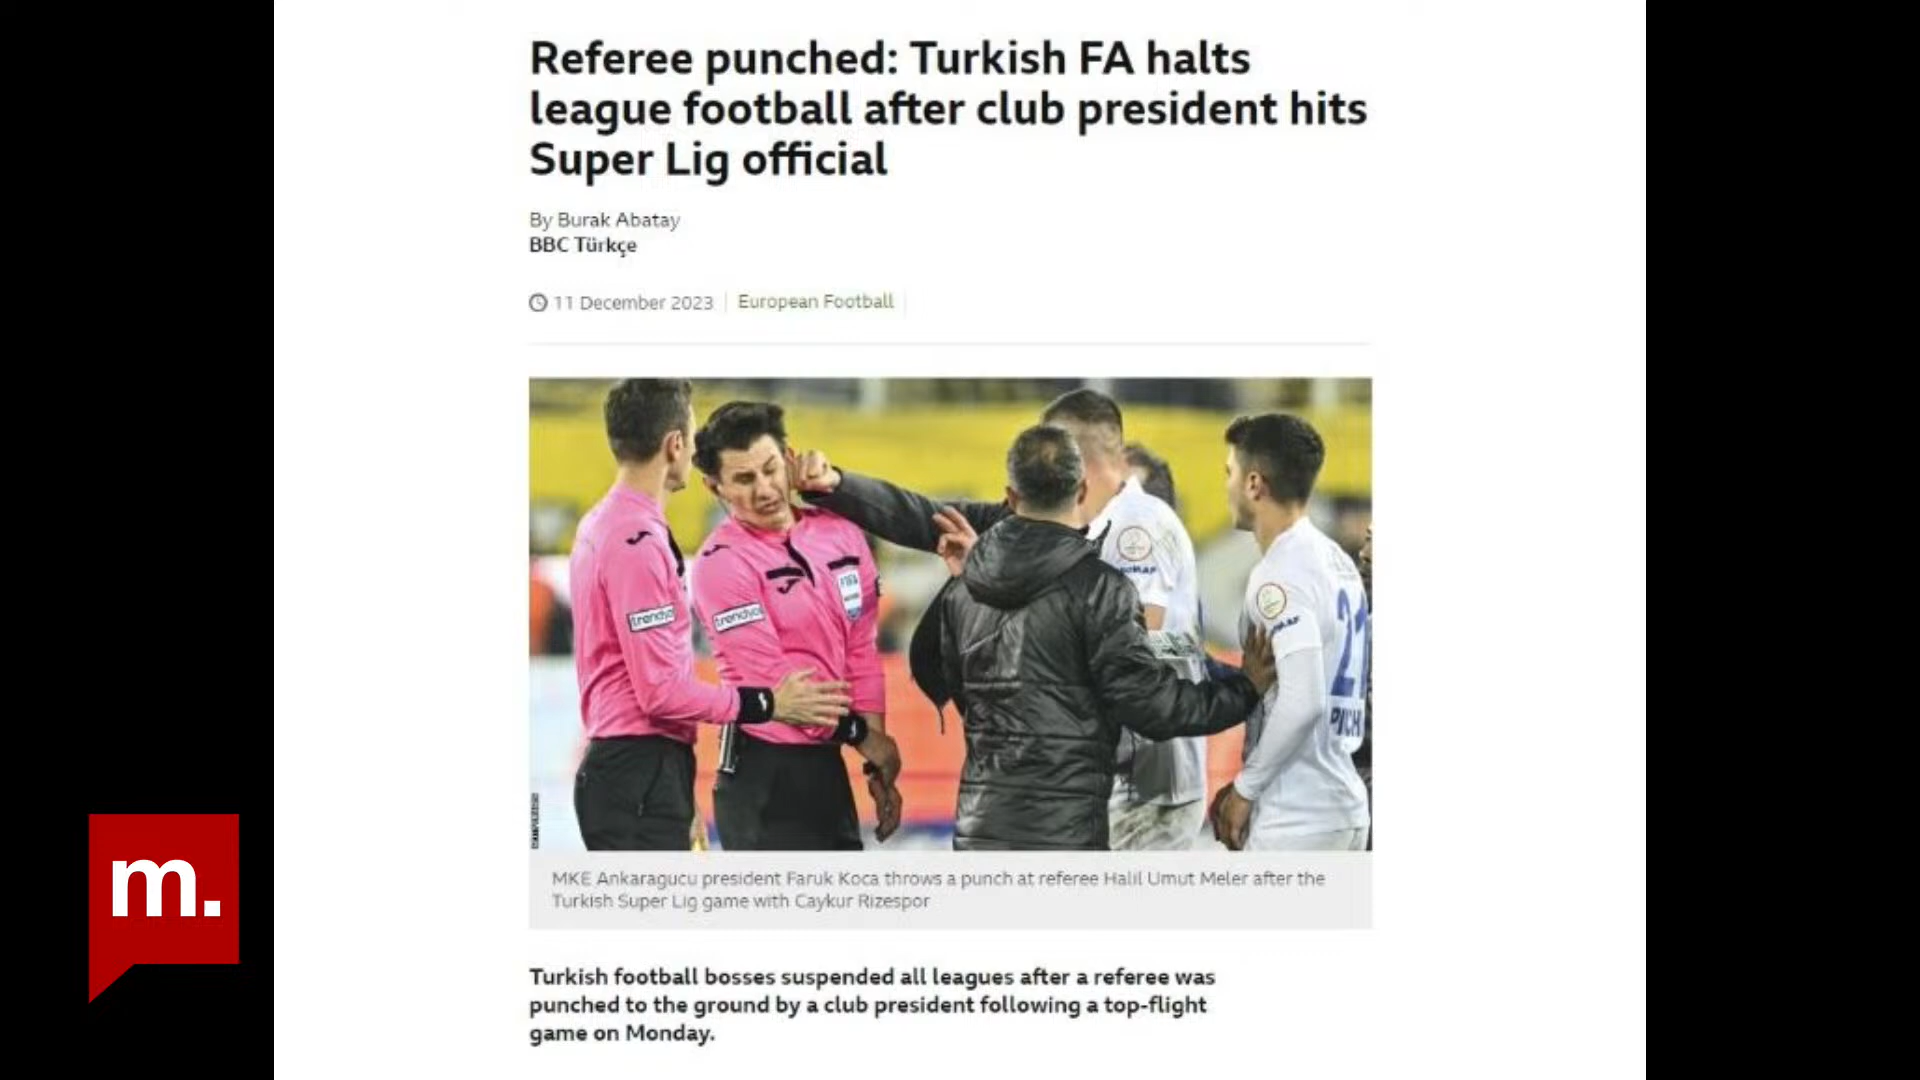 Referee punched: Turkish FA halts
league football after club president hits
Super Lig official
By Burak Abatay
BBC Türkçe
11 December 2023
European Football
trendyol
trendyol
FIFA
21
MKE Ankaragucu president Faruk Koca throws a punch at referee Halil Umut Meler after the
Turkish Super Lig game with Caykur Rizespor
Turkish football bosses suspended all leagues after a referee was
punched to the ground by a club president following a top-flight
game on Monday.
m.